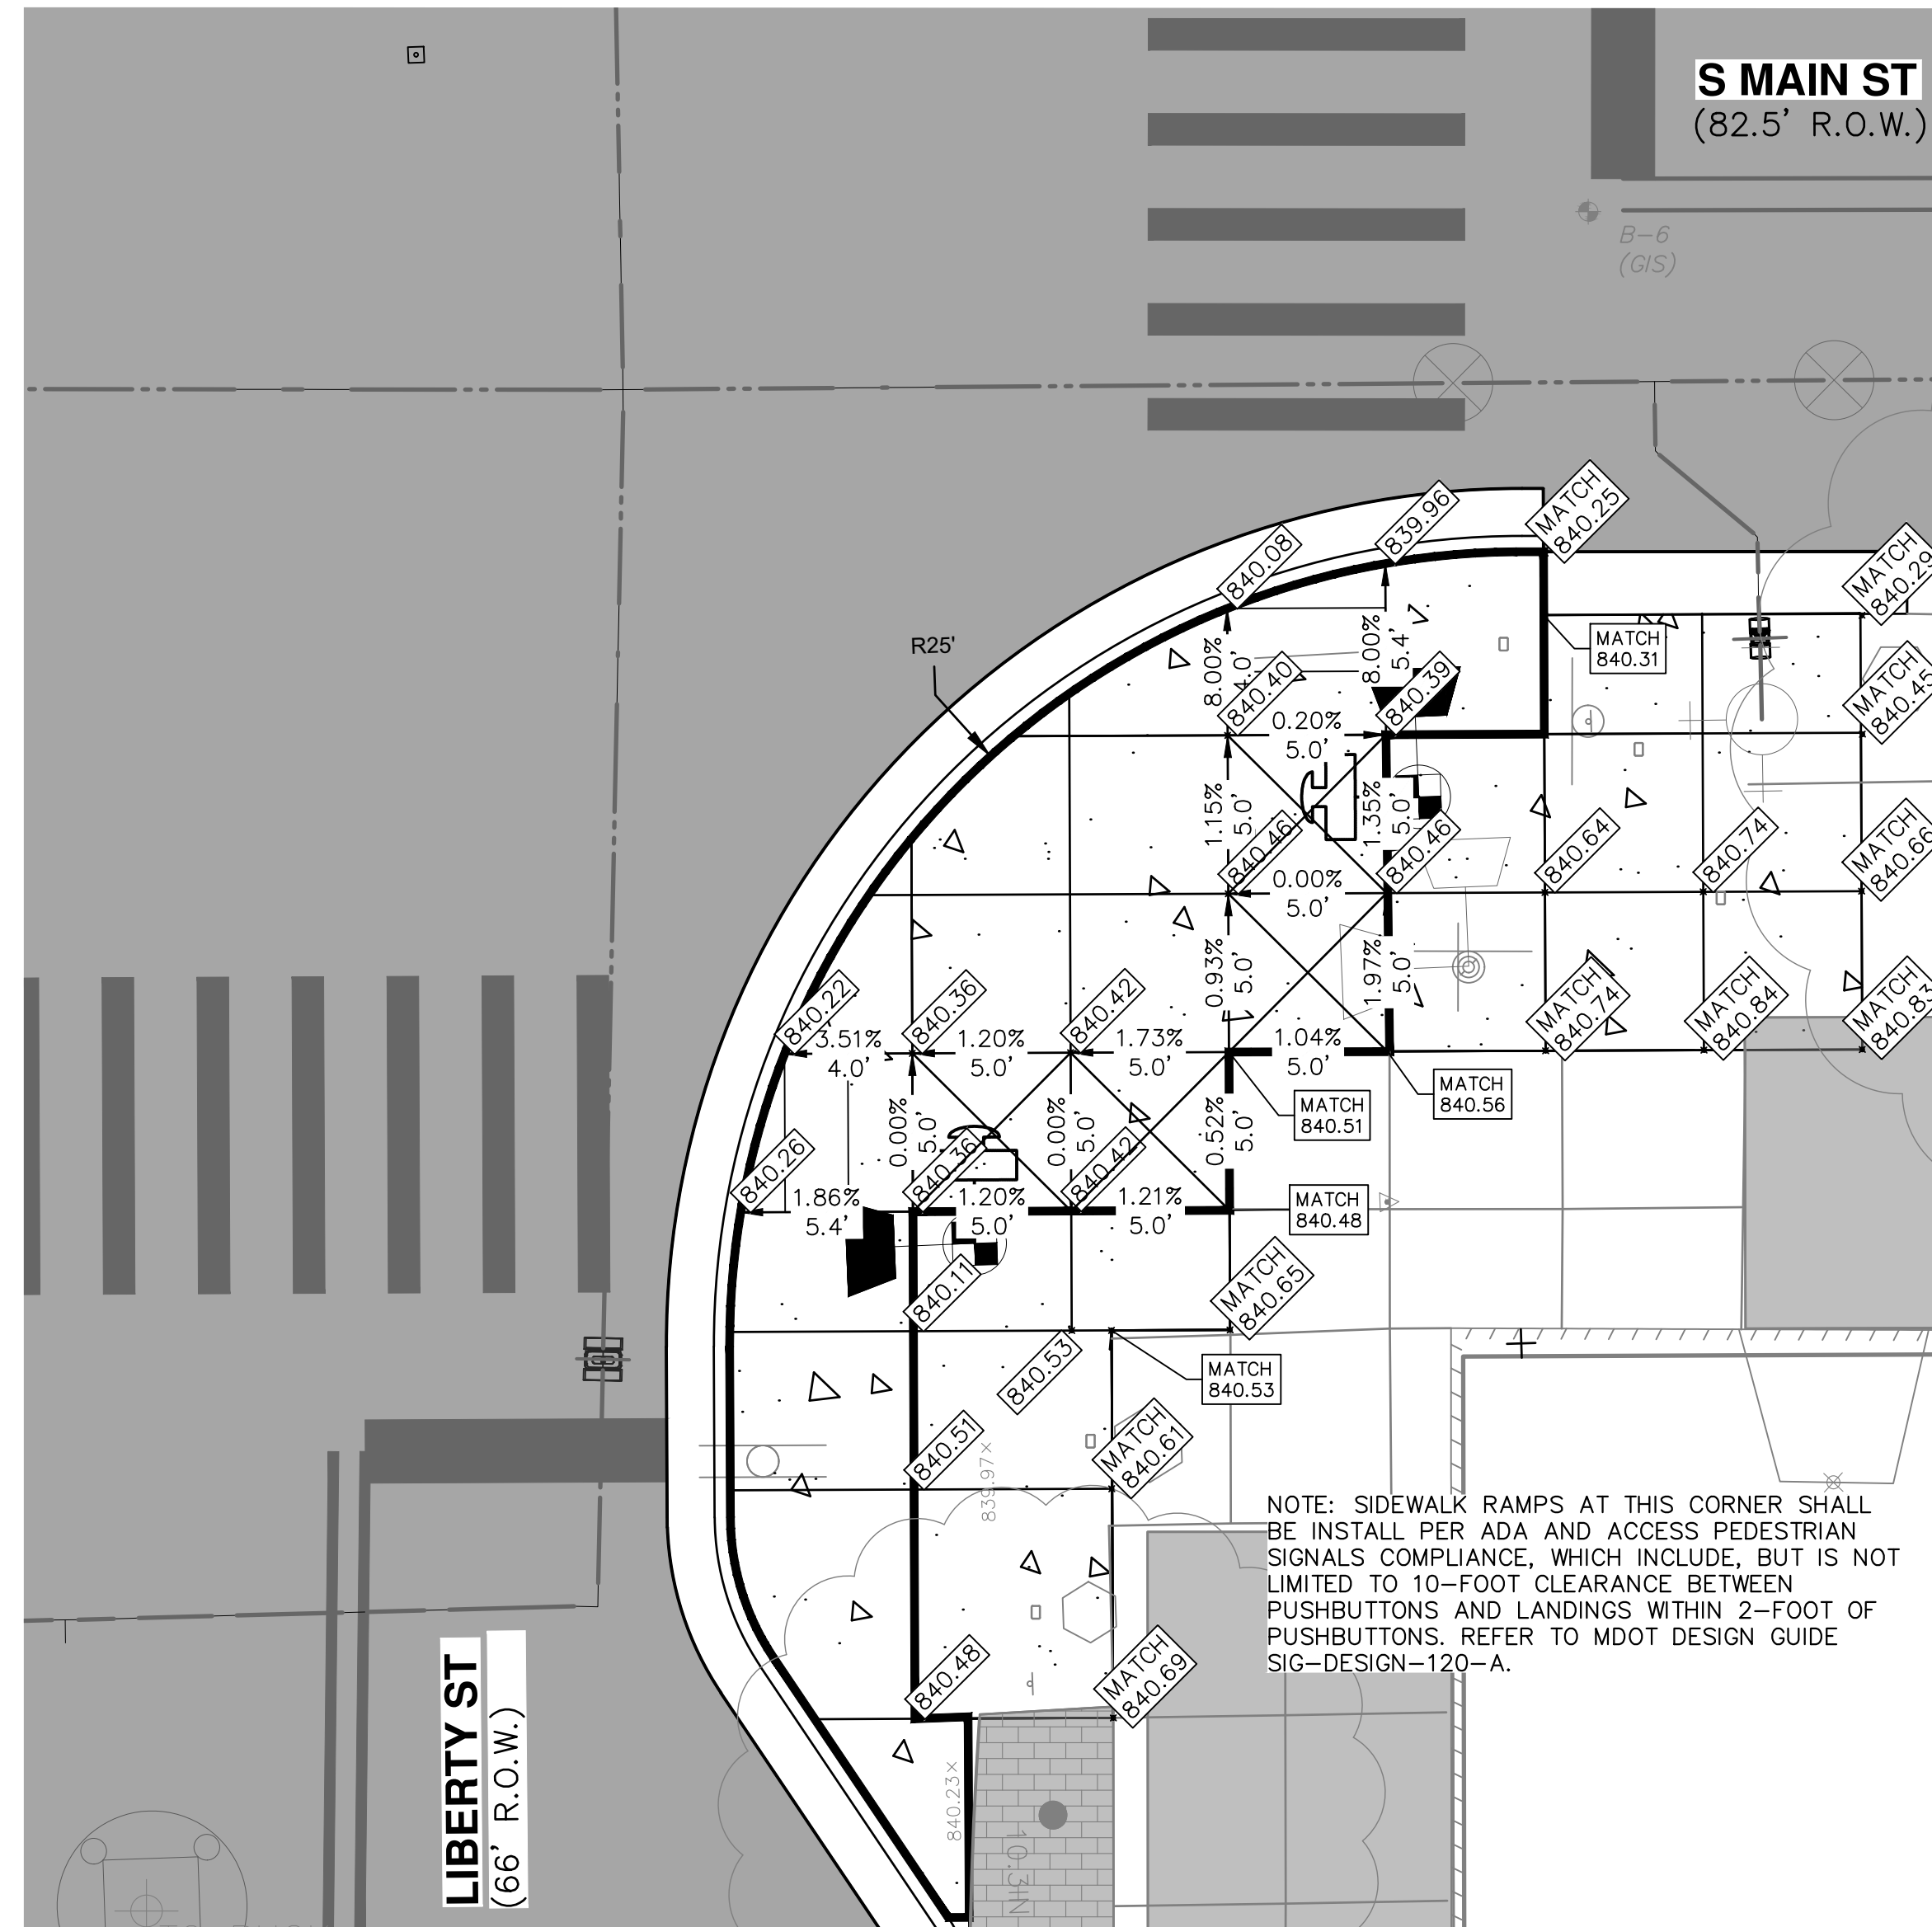 S MAIN ST
(82.5' R.O.W.)
B-6
(GIS)
MATCH
840.25
839.96
840.08
MATCH
840.29
MATCH
840.31
R25'
8.00%
4.0'
8.00%
5.4'
840.40
840.39
MATCH
840.45
0.20%
5.0'
1.15%
5.0'
1.35%
5.0'
840.46
840.46
840.64
840.74
MATCH
840.66
0.00%
5.0'
0.93%
5.0'
1.97%
5.0'
840.22
840.36
840.42
MATCH
840.74
MATCH
840.84
MATCH
840.83
3.51%
4.0'
1.20%
5.0'
1.73%
5.0'
1.04%
5.0'
MATCH
840.56
MATCH
840.51
0.00%
5.0'
0.00%
5.0'
0.52%
5.0'
840.26
840.36
840.42
1.86%
5.4'
1.20%
5.0'
1.21%
5.0'
MATCH
840.48
840.11
MATCH
840.65
840.53
MATCH
840.53
840.51
839.97×
MATCH
840.61
NOTE: SIDEWALK RAMPS AT THIS CORNER SHALL
BE INSTALL PER ADA AND ACCESS PEDESTRIAN
SIGNALS COMPLIANCE, WHICH INCLUDE, BUT IS NOT
LIMITED TO 10-FOOT CLEARANCE BETWEEN
PUSHBUTTONS AND LANDINGS WITHIN 2-FOOT OF
PUSHBUTTONS. REFER TO MDOT DESIGN GUIDE
SIG-DESIGN-120-A.
840.48
MATCH
840.69
LIBERTY ST
(66' R.O.W.)
840.23×
10.3IN